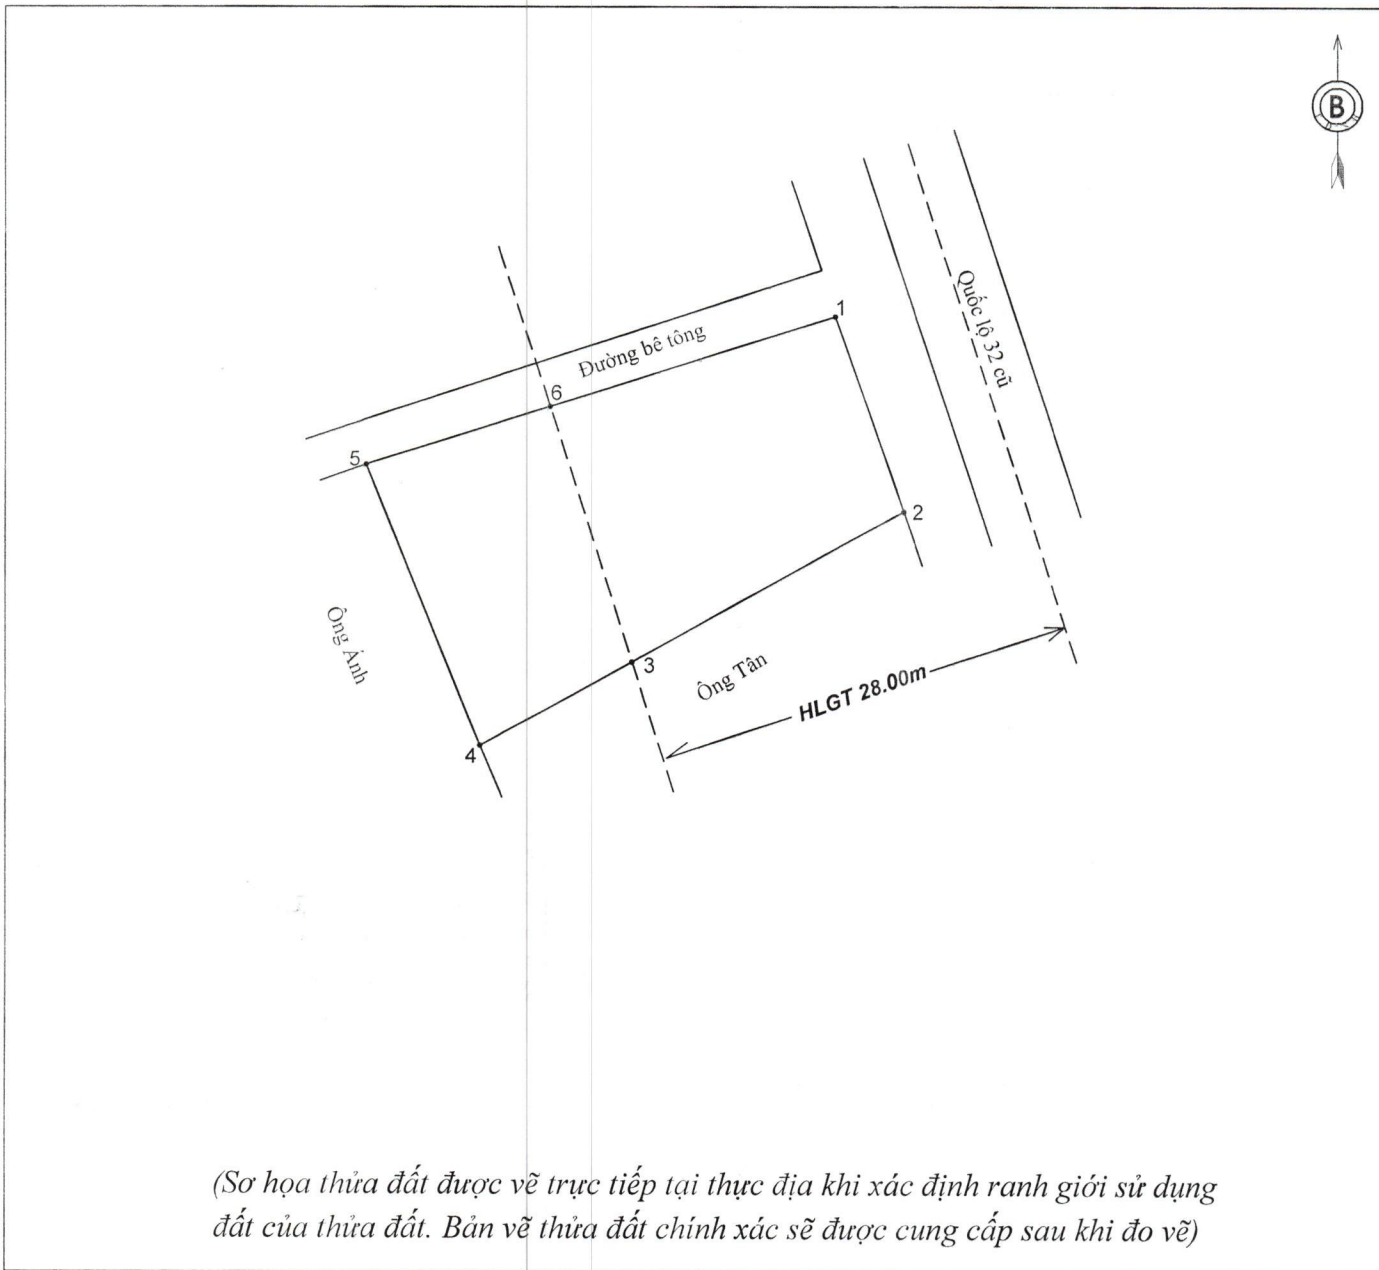 B
1
Quốc lộ 32 cũ
Đường bê tông
6
5
2
Ông Ánh
3
Ông Tân
HLGT 28.00m
4
(Sơ họa thửa đất được vẽ trực tiếp tại thực địa khi xác định ranh giới sử dụng
đất của thửa đất. Bản vẽ thửa đất chính xác sẽ được cung cấp sau khi đo vẽ)